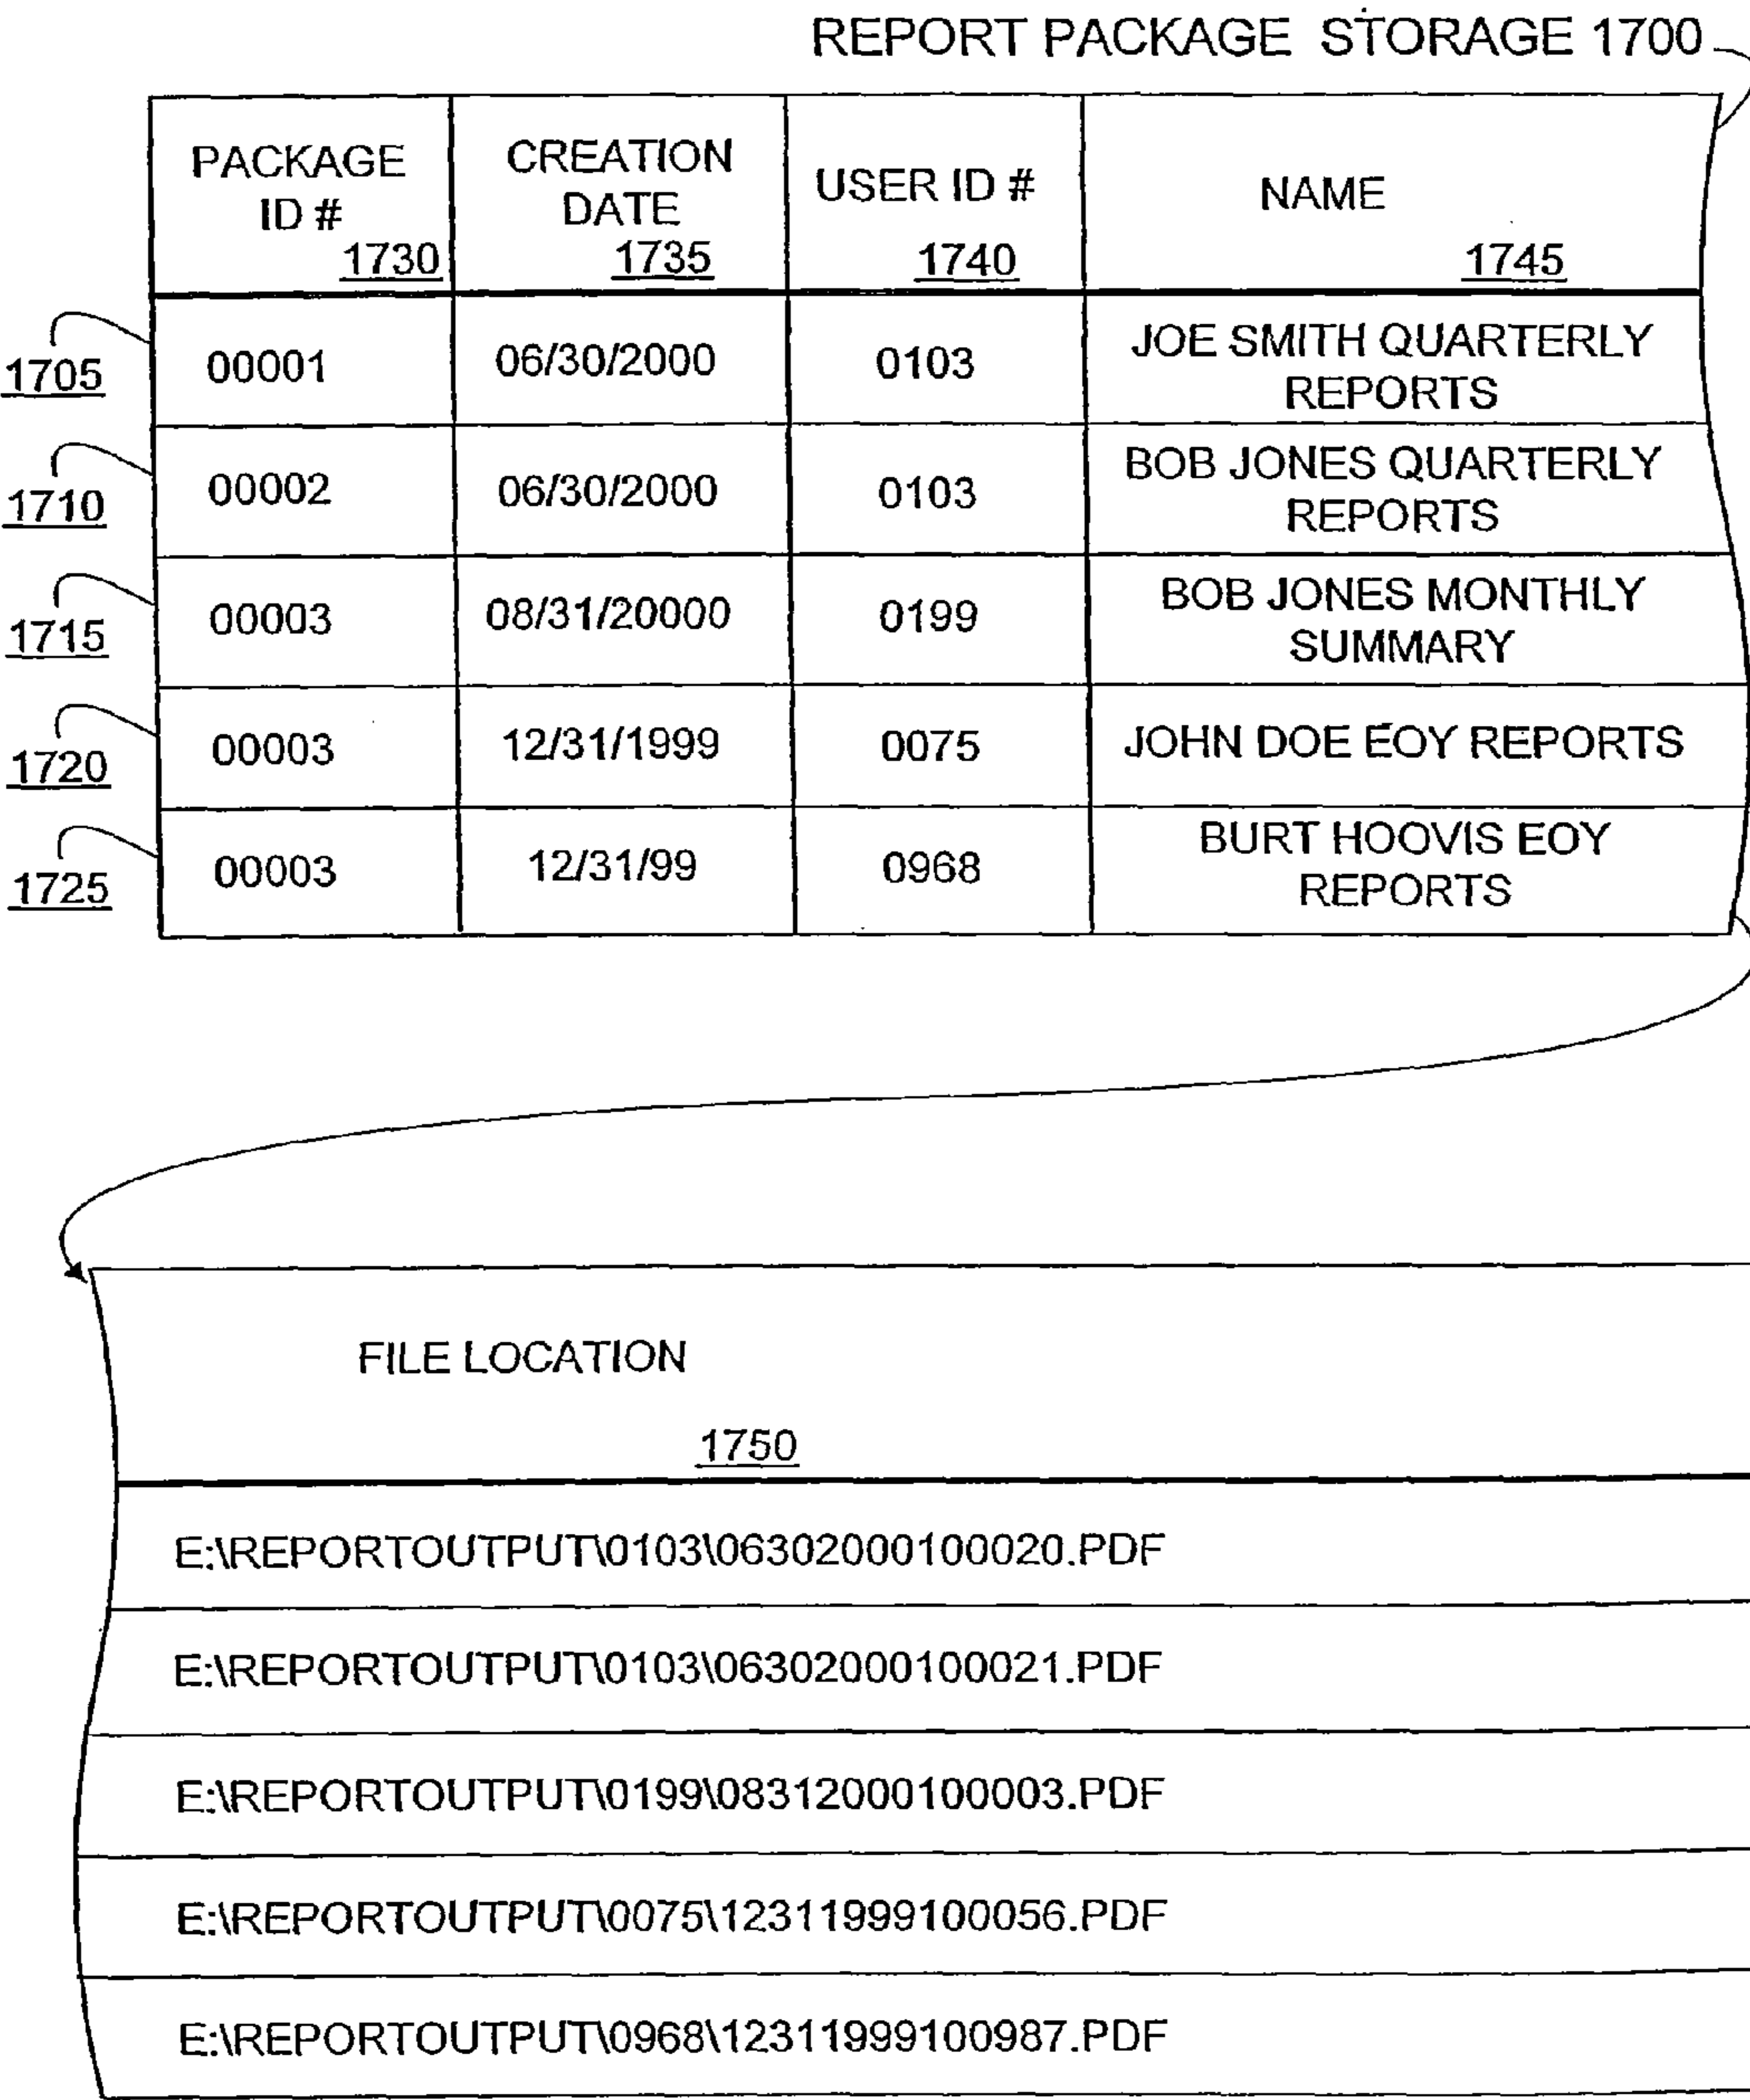 REPORT PACKAGE STORAGE 1700
PACKAGE
ID #
1730
CREATION
DATE
1735
USER ID #
1740
NAME
1745
1705
00001
06/30/2000
0103
JOE SMITH QUARTERLY
REPORTS
1710
00002
06/30/2000
0103
BOB JONES QUARTERLY
REPORTS
1715
00003
08/31/20000
0199
BOB JONES MONTHLY
SUMMARY
1720
00003
12/31/1999
0075
JOHN DOE EOY REPORTS
1725
00003
12/31/99
0968
BURT HOOVIS EOY
REPORTS
FILE LOCATION
1750
E:\REPORTOUTPUT\0103\06302000100020.PDF
E:\REPORTOUTPUT\0103\06302000100021.PDF
E:\REPORTOUTPUT\0199\08312000100003.PDF
E:\REPORTOUTPUT\0075\12311999100056.PDF
E:\REPORTOUTPUT\0968\12311999100987.PDF